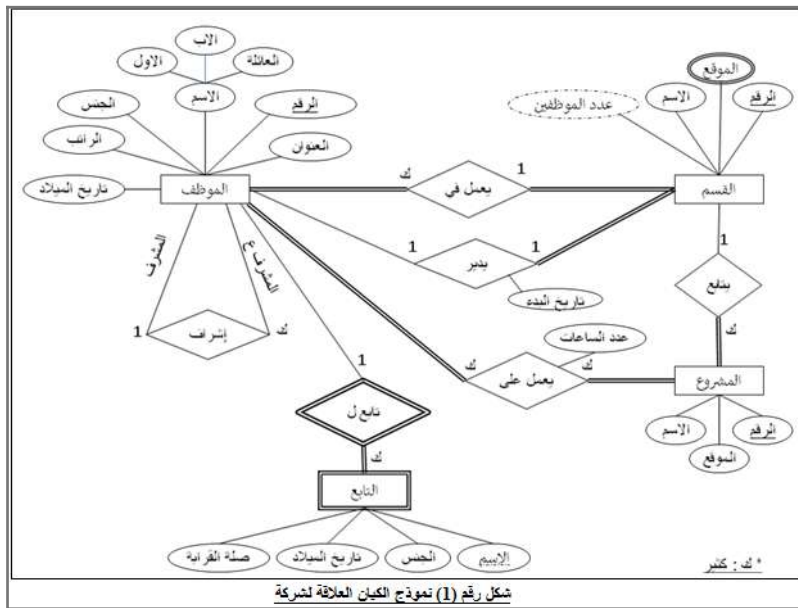 الاب
الاول
العائلة
الاسم
الجنس
الرقم
الراتب
العنوان
تاريخ الميلاد
الموظف
الموقع
الاسم
الرقم
عدد الموظفين
القسم
ك
يعمل في
1
1
يدير
1
تاريخ البدء
1
يتابع
ك
المشرف
المشرف ع
1
إشراف
ك
عدد الساعات
ك
يعمل على
ك
المشروع
الاسم
الرقم
الموقع
1
تابع ل
ك
التابع
صلة القرابة
تاريخ الميلاد
الجنس
الاسم
* ك : كثير
شكل رقم (1) نموذج الكيان العلاقة لشركة